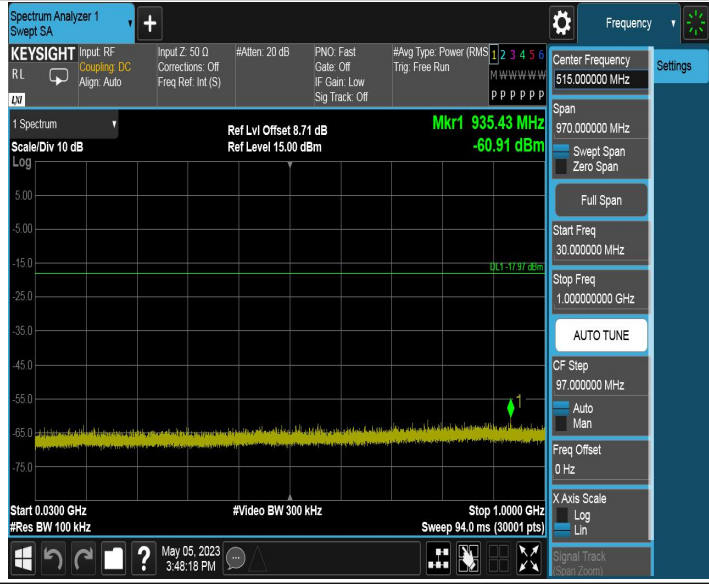 Spectrum Analyzer 1
Swept SA
Frequency
KEYSIGHT
R L
LXI
Input: RF
Coupling: DC
Align: Auto
Input Z: 50 Ω
Corrections: Off
Freq Ref: Int (S)
#Atten: 20 dB
PNO: Fast
Gate: Off
IF Gain: Low
Sig Track: Off
#Avg Type: Power (RMS
Trig: Free Run
1 2 3 4 5 6
M W W W W W
P P P P P P
Center Frequency
515.000000 MHz
Settings
Span
970.000000 MHz
Swept Span
Zero Span
Full Span
Start Freq
30.000000 MHz
Stop Freq
1.000000000 GHz
AUTO TUNE
CF Step
97.000000 MHz
Auto
Man
Freq Offset
0 Hz
X Axis Scale
Log
Lin
Signal Track
(Span Zoom)
1 Spectrum
Scale/Div 10 dB
Ref Lvl Offset 8.71 dB
Ref Level 15.00 dBm
Mkr1 935.43 MHz
-60.91 dBm
Log
5.00
-5.00
-15.0
DL1 -17.97 dBm
-25.0
-35.0
-45.0
-55.0
1
-65.0
-75.0
Start 0.0300 GHz
#Res BW 100 kHz
#Video BW 300 kHz
Stop 1.0000 GHz
Sweep 94.0 ms (30001 pts)
?
May 05, 2023
3:48:18 PM